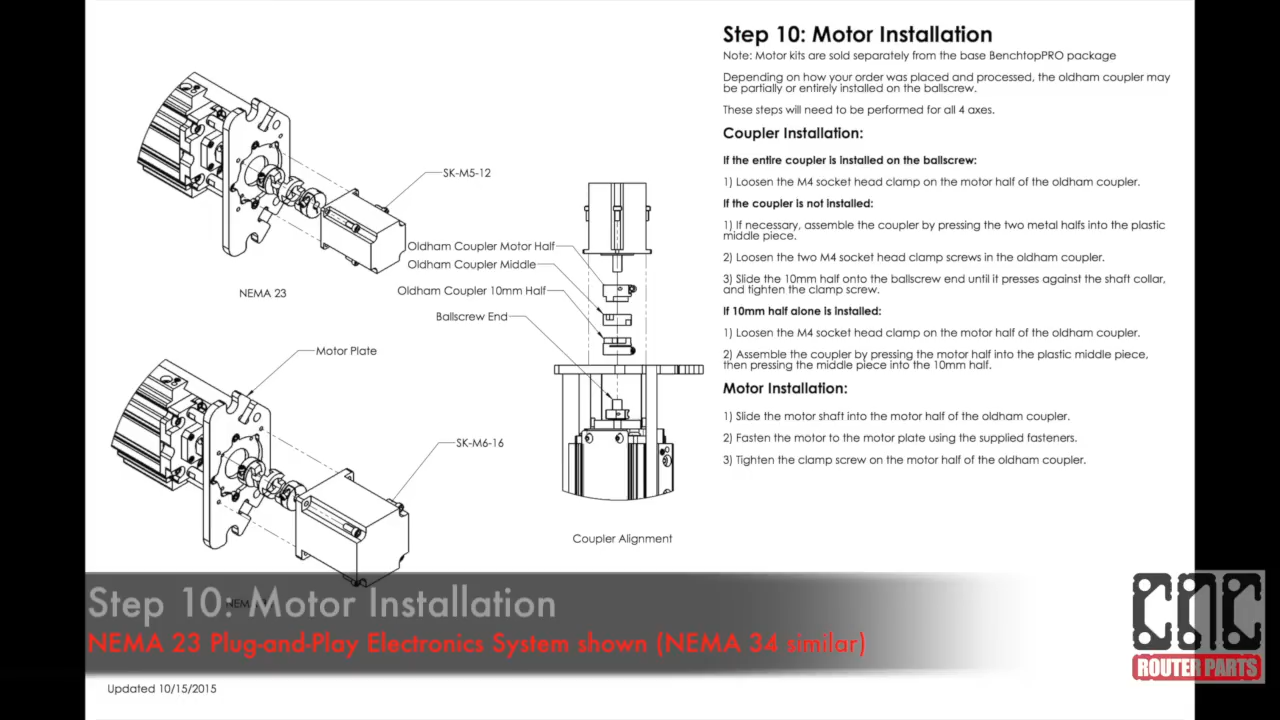 Step 10: Motor Installation
Note: Motor kits are sold separately from the base BenchtopPRO package
Depending on how your order was placed and processed, the oldham coupler may
be partially or entirely installed on the ballscrew.
These steps will need to be performed for all 4 axes.
Coupler Installation:
If the entire coupler is installed on the ballscrew:
1) Loosen the M4 socket head clamp on the motor half of the oldham coupler.
If the coupler is not installed:
1) If necessary, assemble the coupler by pressing the two metal halfs into the plastic
middle piece.
2) Loosen the two M4 socket head clamp screws in the oldham coupler.
3) Slide the 10mm half onto the ballscrew end until it presses against the shaft collar,
and tighten the clamp screw.
If 10mm half alone is installed:
1) Loosen the M4 socket head clamp on the motor half of the oldham coupler.
2) Assemble the coupler by pressing the motor half into the plastic middle piece,
then pressing the middle piece into the 10mm half.
Motor Installation:
1) Slide the motor shaft into the motor half of the oldham coupler.
2) Fasten the motor to the motor plate using the supplied fasteners.
3) Tighten the clamp screw on the motor half of the oldham coupler.
SK-M5-12
NEMA 23
Oldham Coupler Motor Half
Oldham Coupler Middle
Oldham Coupler 10mm Half
Ballscrew End
Motor Plate
SK-M6-16
Coupler Alignment
Step 10: Motor Installation
NEMA 23 Plug-and-Play Electronics System shown (NEMA 34 similar)
Updated 10/15/2015
CNC
ROUTER PARTS